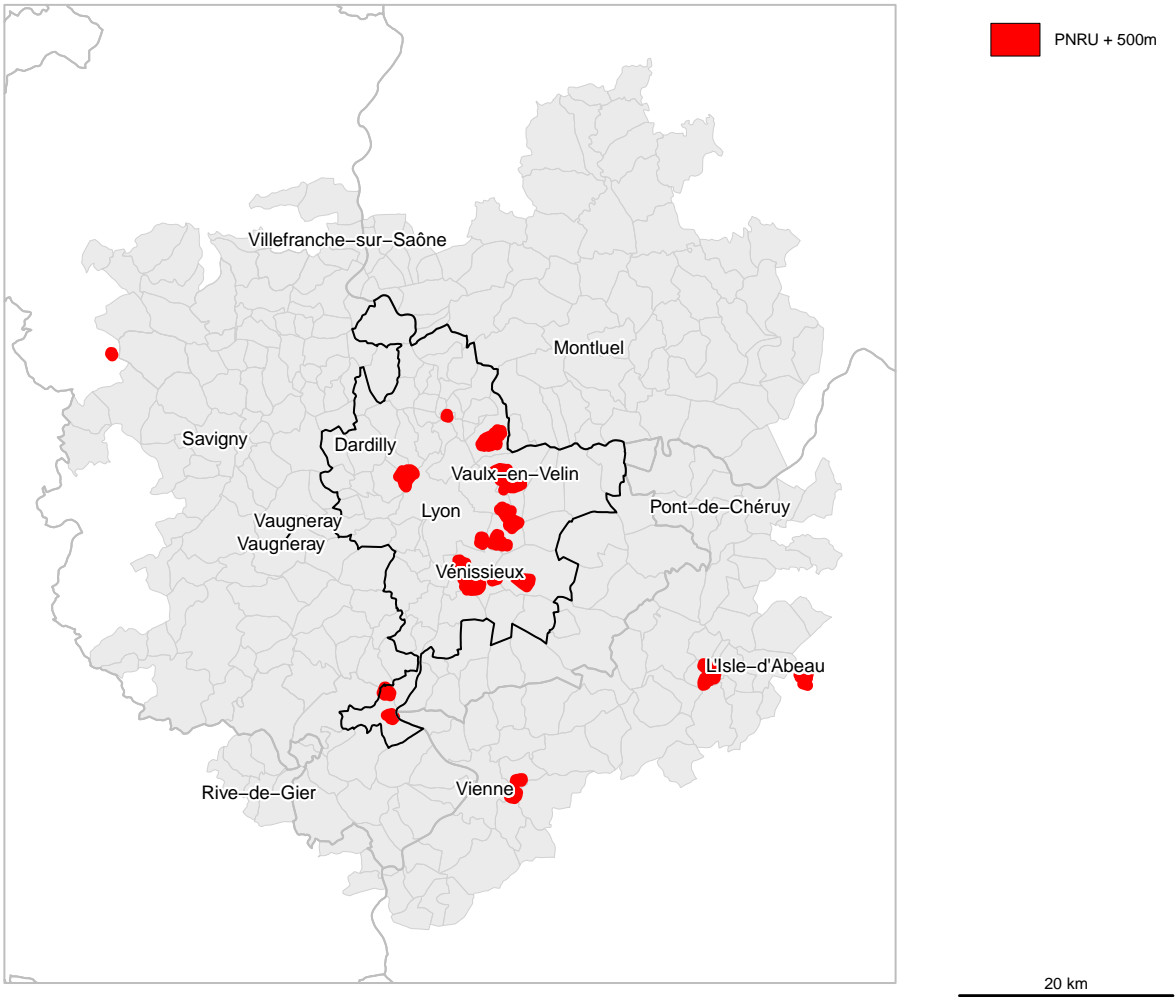 PNRU + 500m
Villefranche−sur−Saône
Montluel
Savigny
Dardilly
Vaulx−en−Velin
Lyon
Pont−de−Chéruy
Vaugneray
Vaugneray
Vénissieux
L'Isle−d'Abeau
Rive−de−Gier
Vienne
20 km